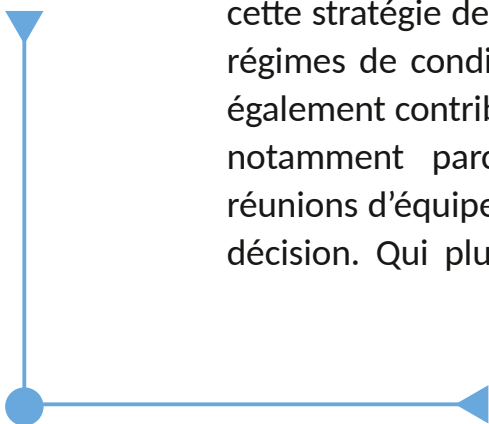 cette stratégie de
régimes de condi
également contrib
notamment parc
réunions d’équipe
décision. Qui plu